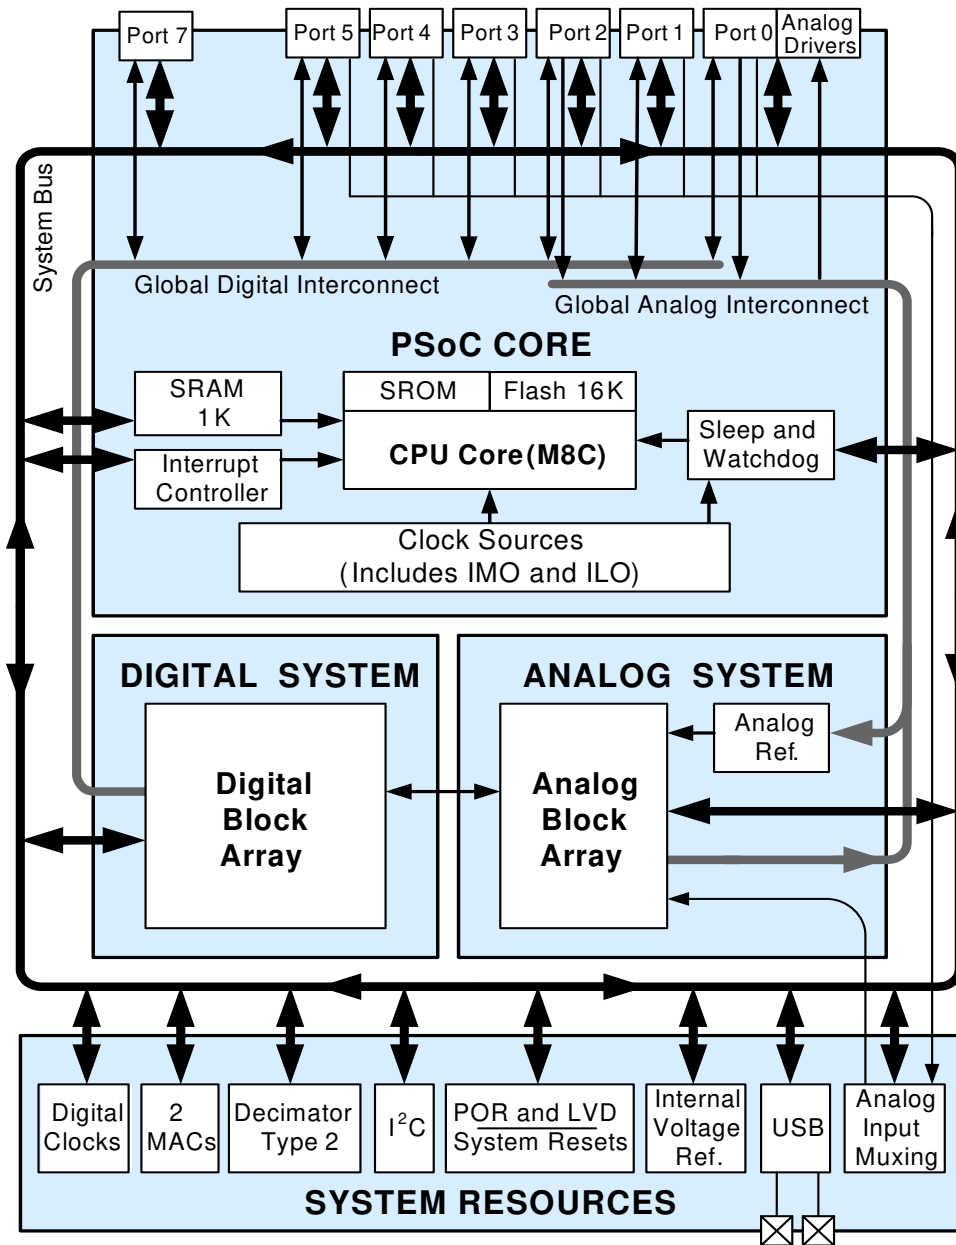 Port 7
Port 5
Port 4
Port 3
Port 2
Port 1
Port 0
Analog
Drivers
System Bus
Global Digital Interconnect
Global Analog Interconnect
PSoC CORE
SRAM
1K
SROM
Flash 16K
CPU Core (M8C)
Sleep and
Watchdog
Interrupt
Controller
Clock Sources
(Includes IMO and ILO)
DIGITAL SYSTEM
ANALOG SYSTEM
Digital
Block
Array
Analog
Block
Array
Analog
Ref.
Digital
Clocks
2
MACs
Decimator
Type 2
I²C
POR and LVD
System Resets
Internal
Voltage
Ref.
USB
Analog
Input
Muxing
SYSTEM RESOURCES